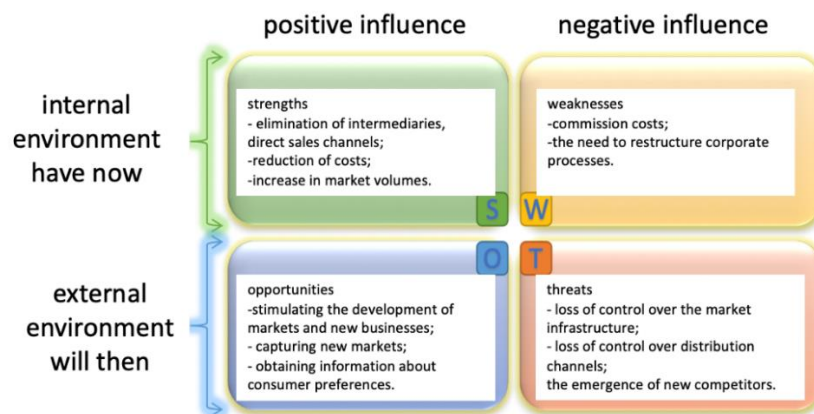 positive influence
negative influence
internal
environment
have now
strengths
- elimination of intermediaries,
direct sales channels;
-reduction of costs;
-increase in market volumes.
S
weaknesses
-commission costs;
-the need to restructure corporate
processes.
W
external
environment
will then
O
opportunities
-stimulating the development of
markets and new businesses;
- capturing new markets;
- obtaining information about
consumer preferences.
T
threats
- loss of control over the market
infrastructure;
- loss of control over distribution
channels;
the emergence of new competitors.